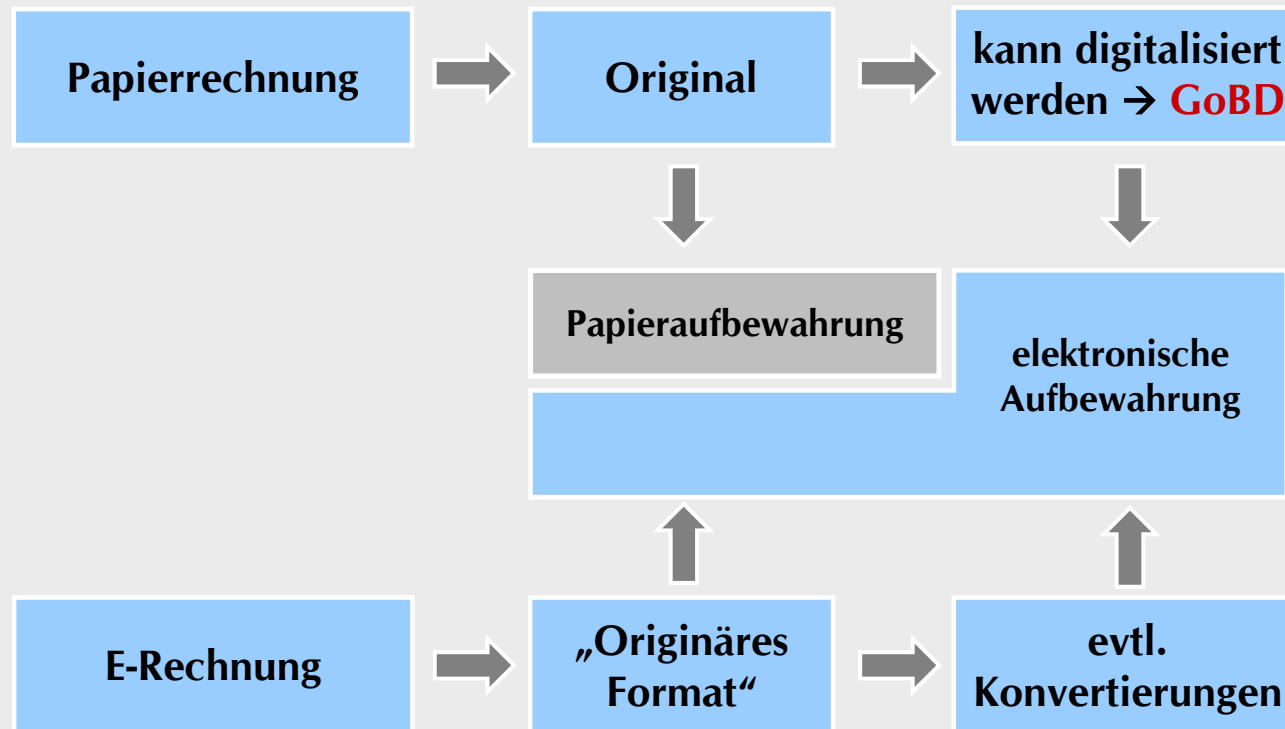 Papierrechnung
Original
kann digitalisiert
werden → GoBD
Papieraufbewahrung
elektronische
Aufbewahrung
E-Rechnung
„Originäres
Format“
evtl.
Konvertierungen